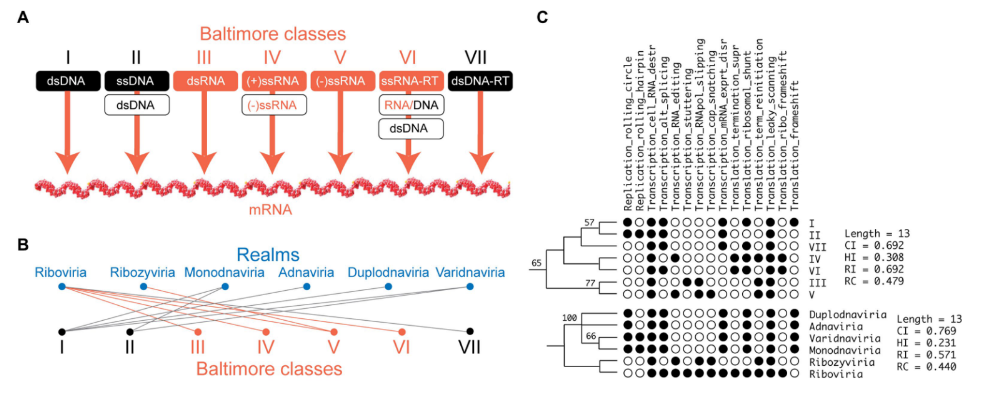 A
Baltimore classes
I II III IV V VI VII
dsDNA ssDNA dsRNA (+)ssRNA (-)ssRNA ssRNA-RT dsDNA-RT
dsDNA (-)ssRNA RNA/DNA
dsDNA
mRNA
B
Realms
Riboviria Ribozyviria Monodnaviria Adnaviria Duplodnaviria Varidnaviria
I II III IV V VI VII
Baltimore classes
C
Replication_rolling_circle
Replication_rolling_hairpin
Transcription_cell_RNA_destr
Transcription_alt_splicing
Transcription_RNA_editing
Transcription_stuttering
Transcription_RNApol_slipping
Transcription_cap_snatching
Transcription_mRNA_exprt_disr
Translation_termination_supr
Translation_ribosomal_shunt
Translation_term_reinitiation
Translation_leaky_scanning
Translation_ribo_frameshift
Translation_frameshift
57
65
77
I
II
VII
IV
VI
III
V
Length = 13
CI = 0.692
HI = 0.308
RI = 0.692
RC = 0.479
100
66
Duplodnaviria
Adnaviria
Varidnaviria
Monodnaviria
Ribozyviria
Riboviria
Length = 13
CI = 0.769
HI = 0.231
RI = 0.571
RC = 0.440